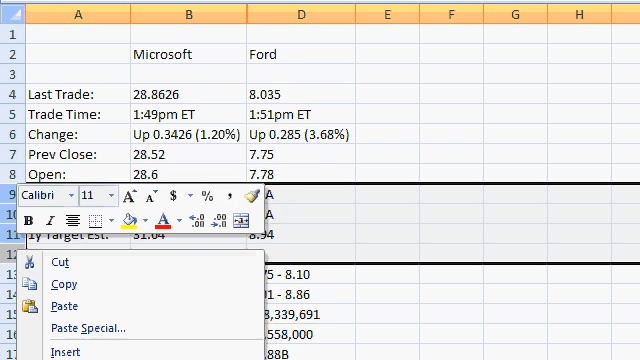 A B D E F G H
1
2 Microsoft Ford
3
4 Last Trade: 28.8626 8.035
5 Trade Time: 1:49pm ET 1:51pm ET
6 Change: Up 0.3426 (1.20%) Up 0.285 (3.68%)
7 Prev Close: 28.52 7.75
8 Open: 28.6 7.78
9 Calibri 11 $ % , A
10 B I A A
11 1y Target Est: 31.04 8.94
12
Cut
13 75 - 8.10
Copy
14 01 - 8.86
Paste
15 8,339,691
Paste Special...
16 ,558,000
Insert
17 .88B